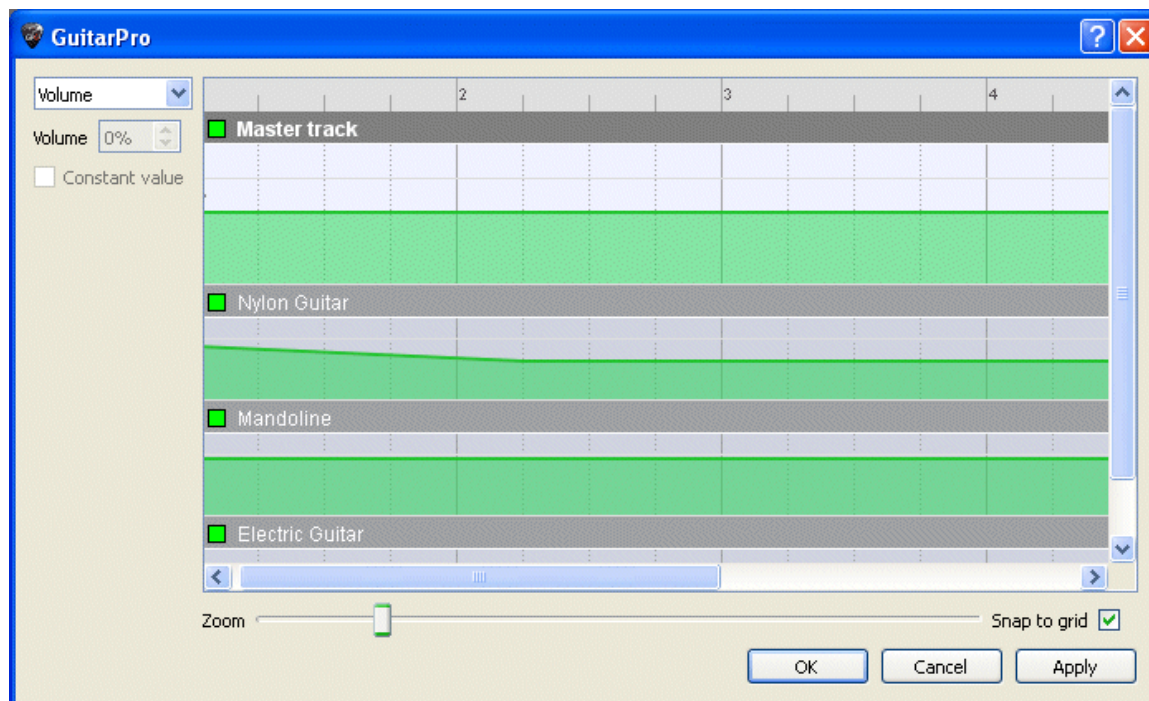 GuitarPro
Volume
2 3 4
Volume 0%
Master track
Constant value
Nylon Guitar
Mandoline
Electric Guitar
Zoom
Snap to grid
OK Cancel Apply